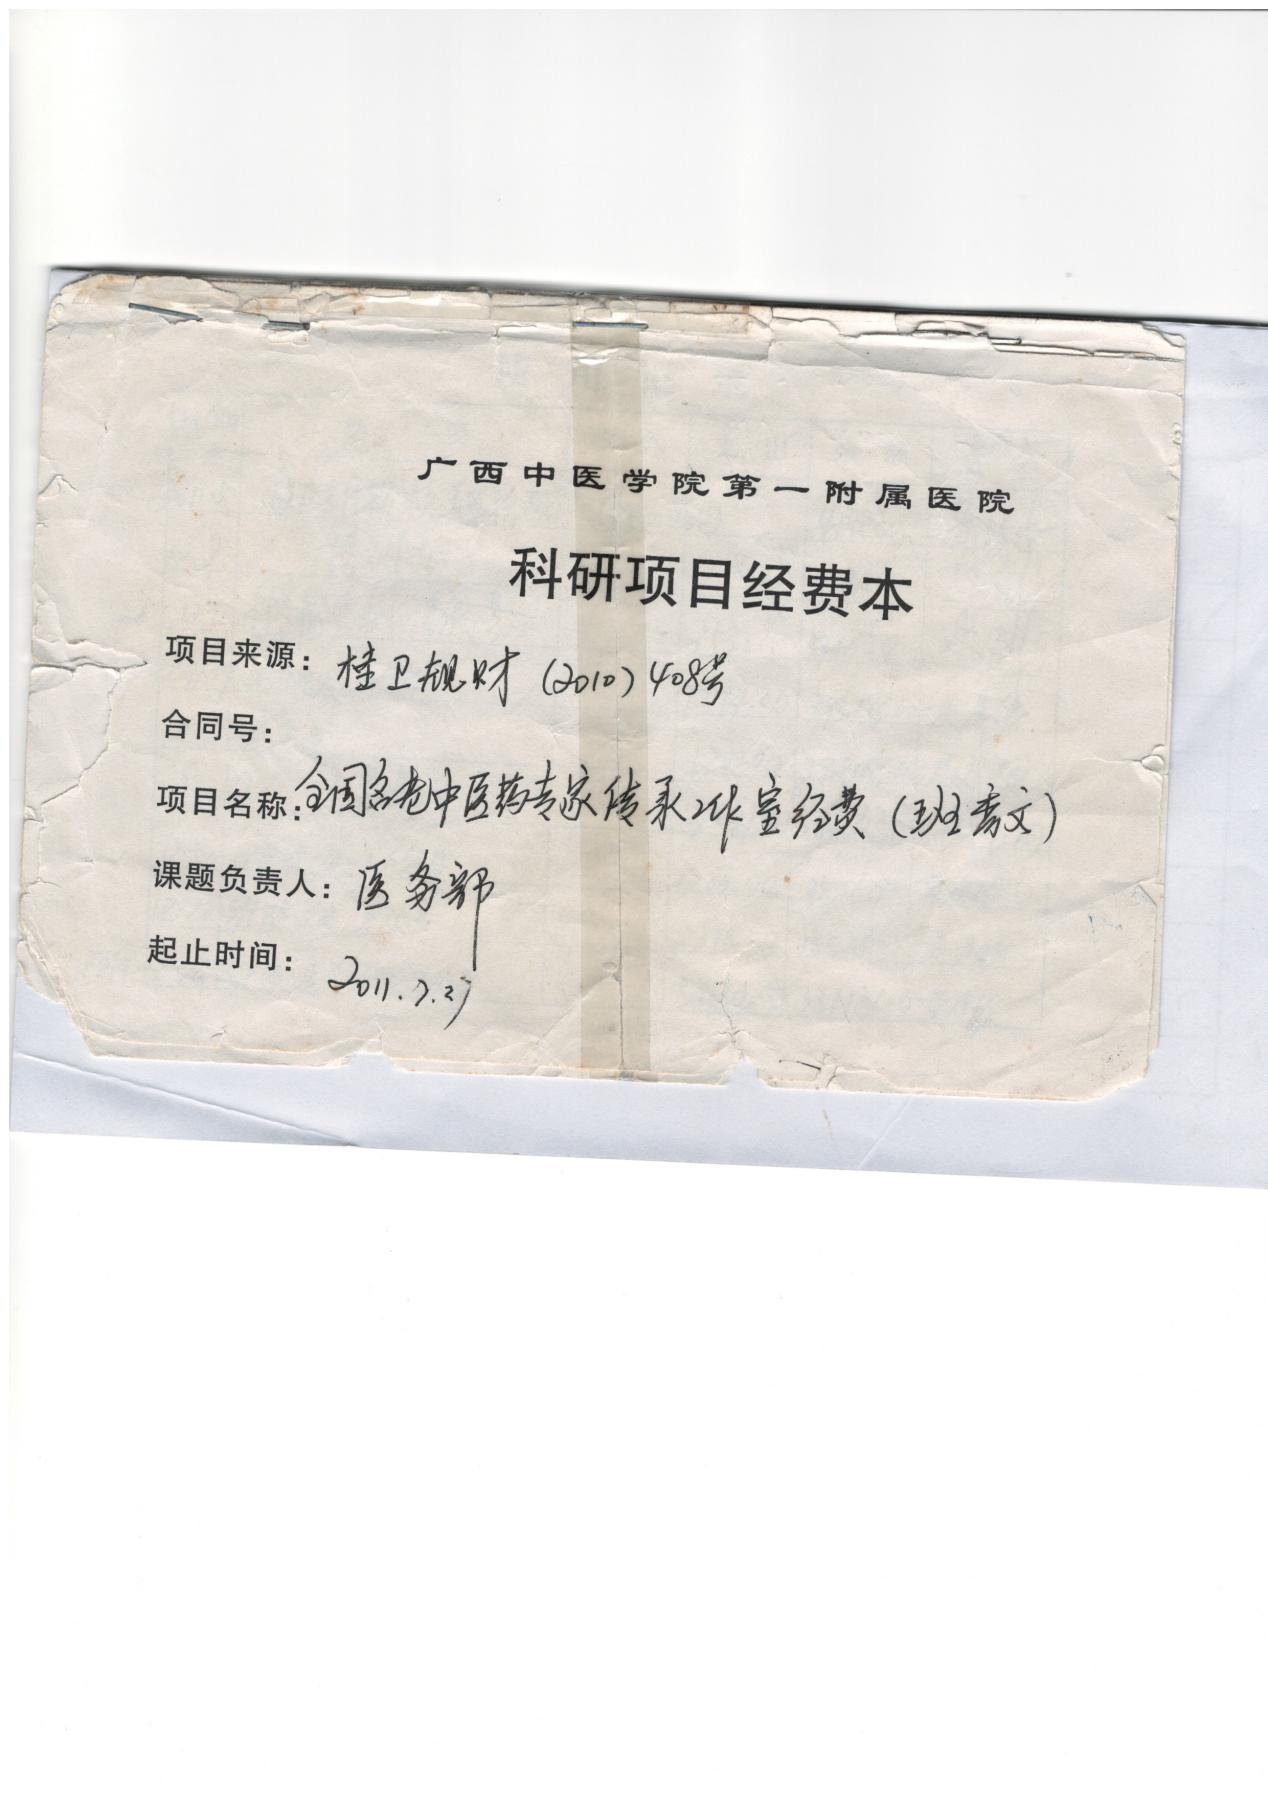 广西中医学院第一附属医院
科研项目经费本
项目来源：桂卫规财（2010）408号
合同号：
项目名称：全国名老中医药专家传承工作室经费（班秀文）
课题负责人：医务部
起止时间：2011.7.27